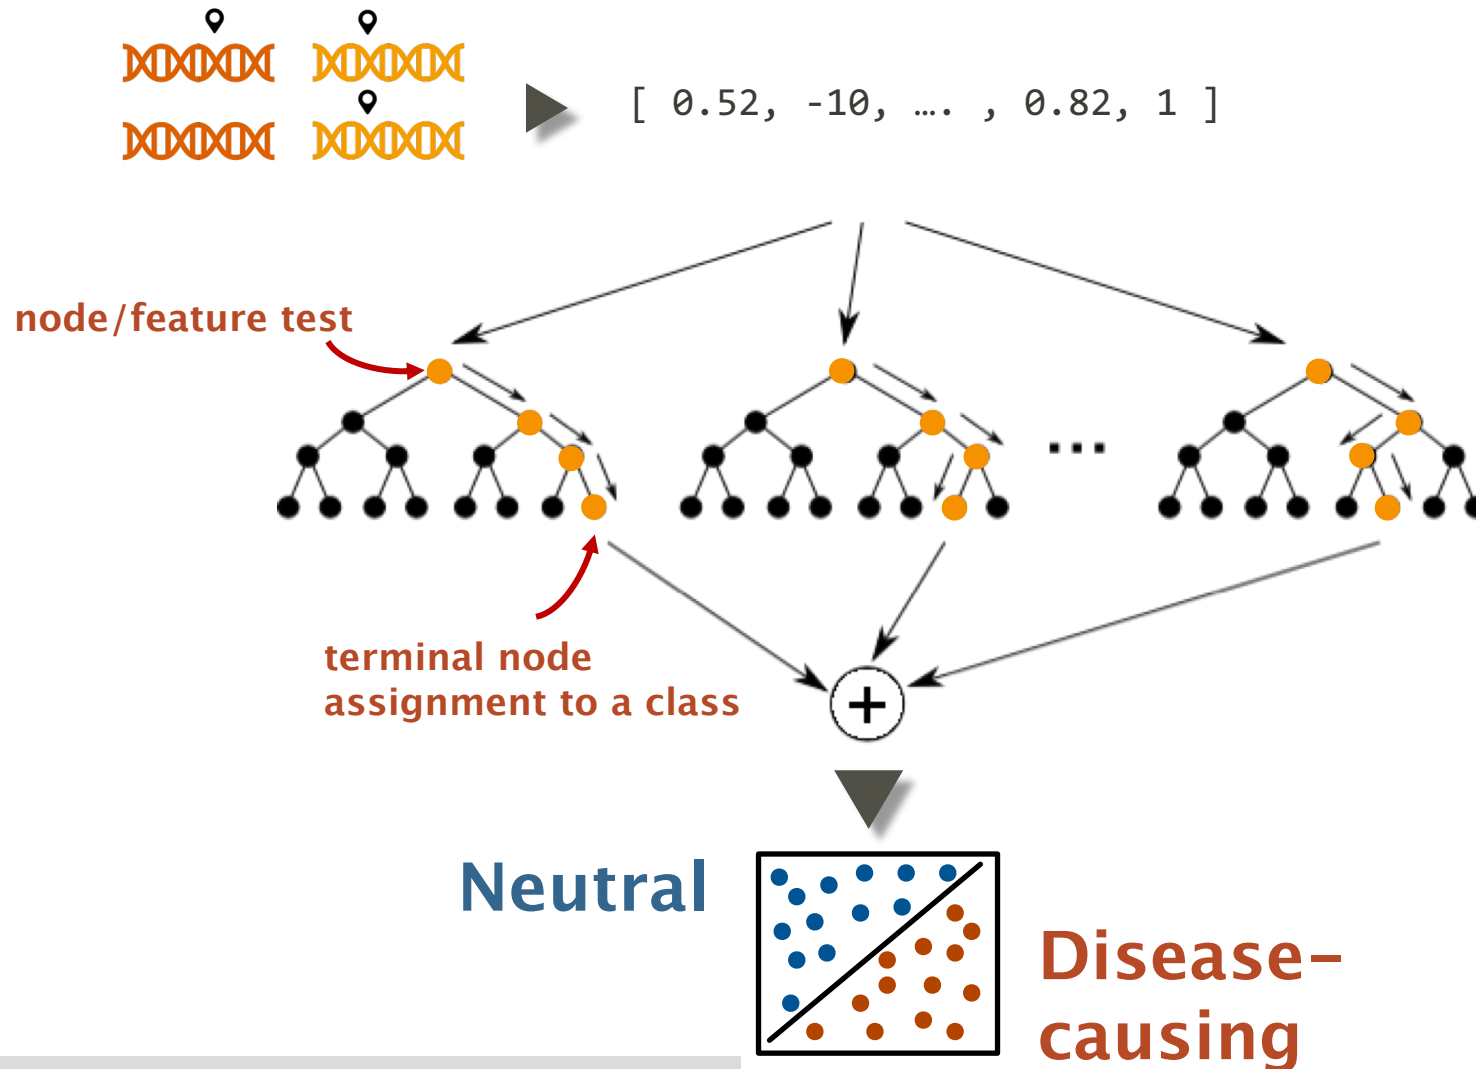 [ 0.52, -10, …. , 0.82, 1 ]
node/feature test
...
terminal node
assignment to a class
+
Neutral
Disease-
causing